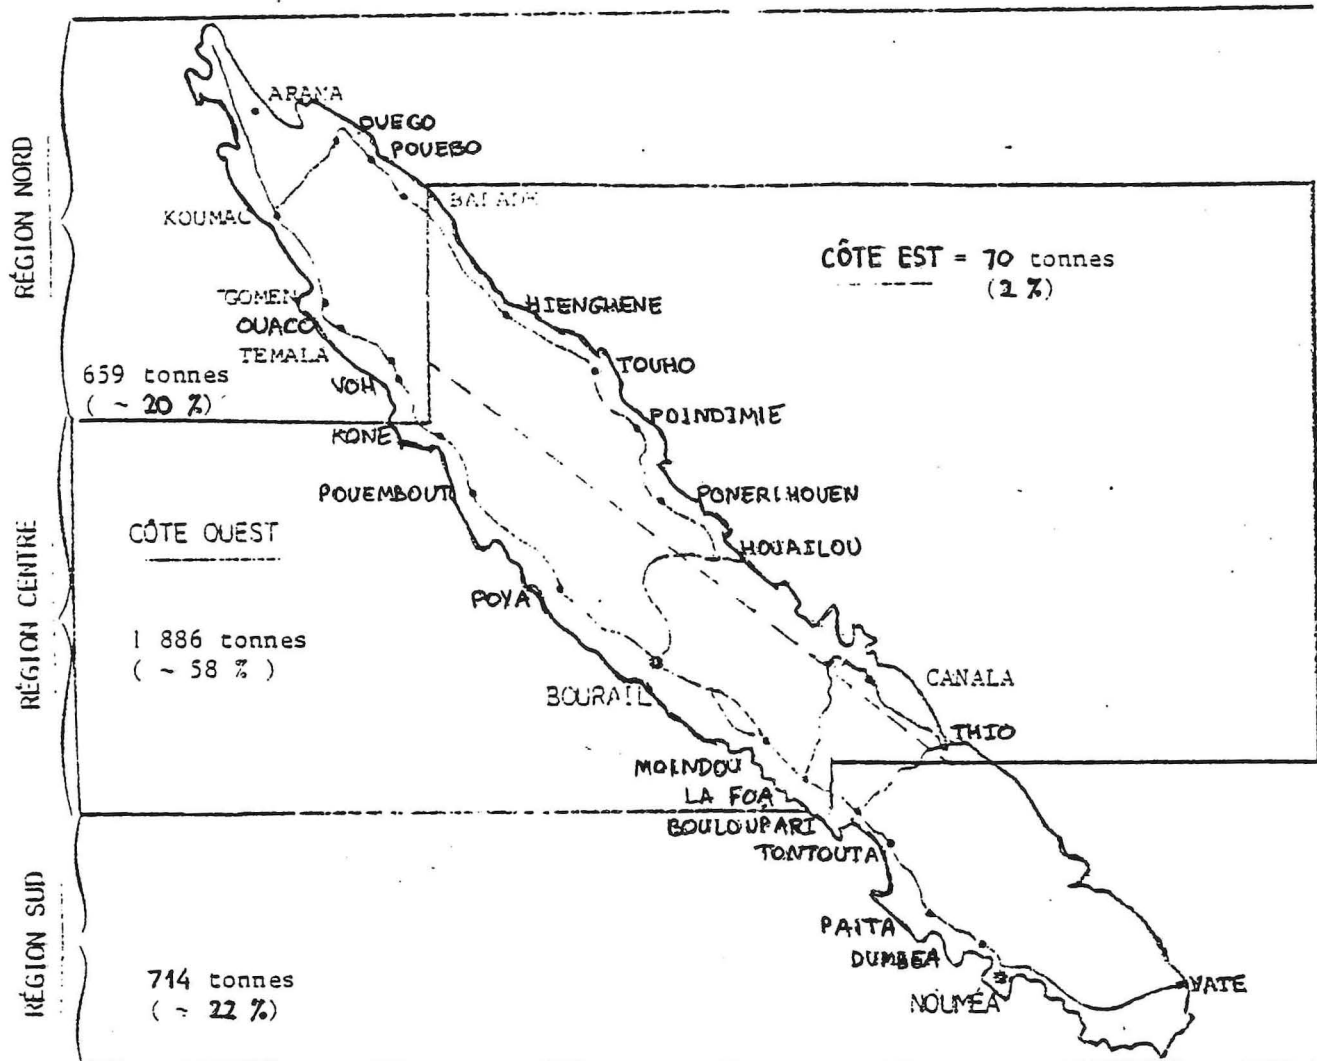 RÉGION NORD
ARAMA
OUEGO
POUEBO
BALADE
KOUMAC
CÔTE EST = 70 tonnes
(2 %)
GOMEN
HIENGHENE
OUACO
TEMALA
TOUHO
659 tonnes
( ~ 20 %)
VOH
POINDIMIE
KONE
RÉGION CENTRE
POUEMBOUT
PONERIHOUEN
CÔTE OUEST
HOUAILOU
POYA
1 886 tonnes
( ~ 58 % )
CANALA
BOURAIL
THIO
MOINDOU
LA FOA
BOULOUPARI
TONTOUTA
RÉGION SUD
PAITA
DUMBEA
714 tonnes
( ~ 22 %)
NOUMÉA
YATE